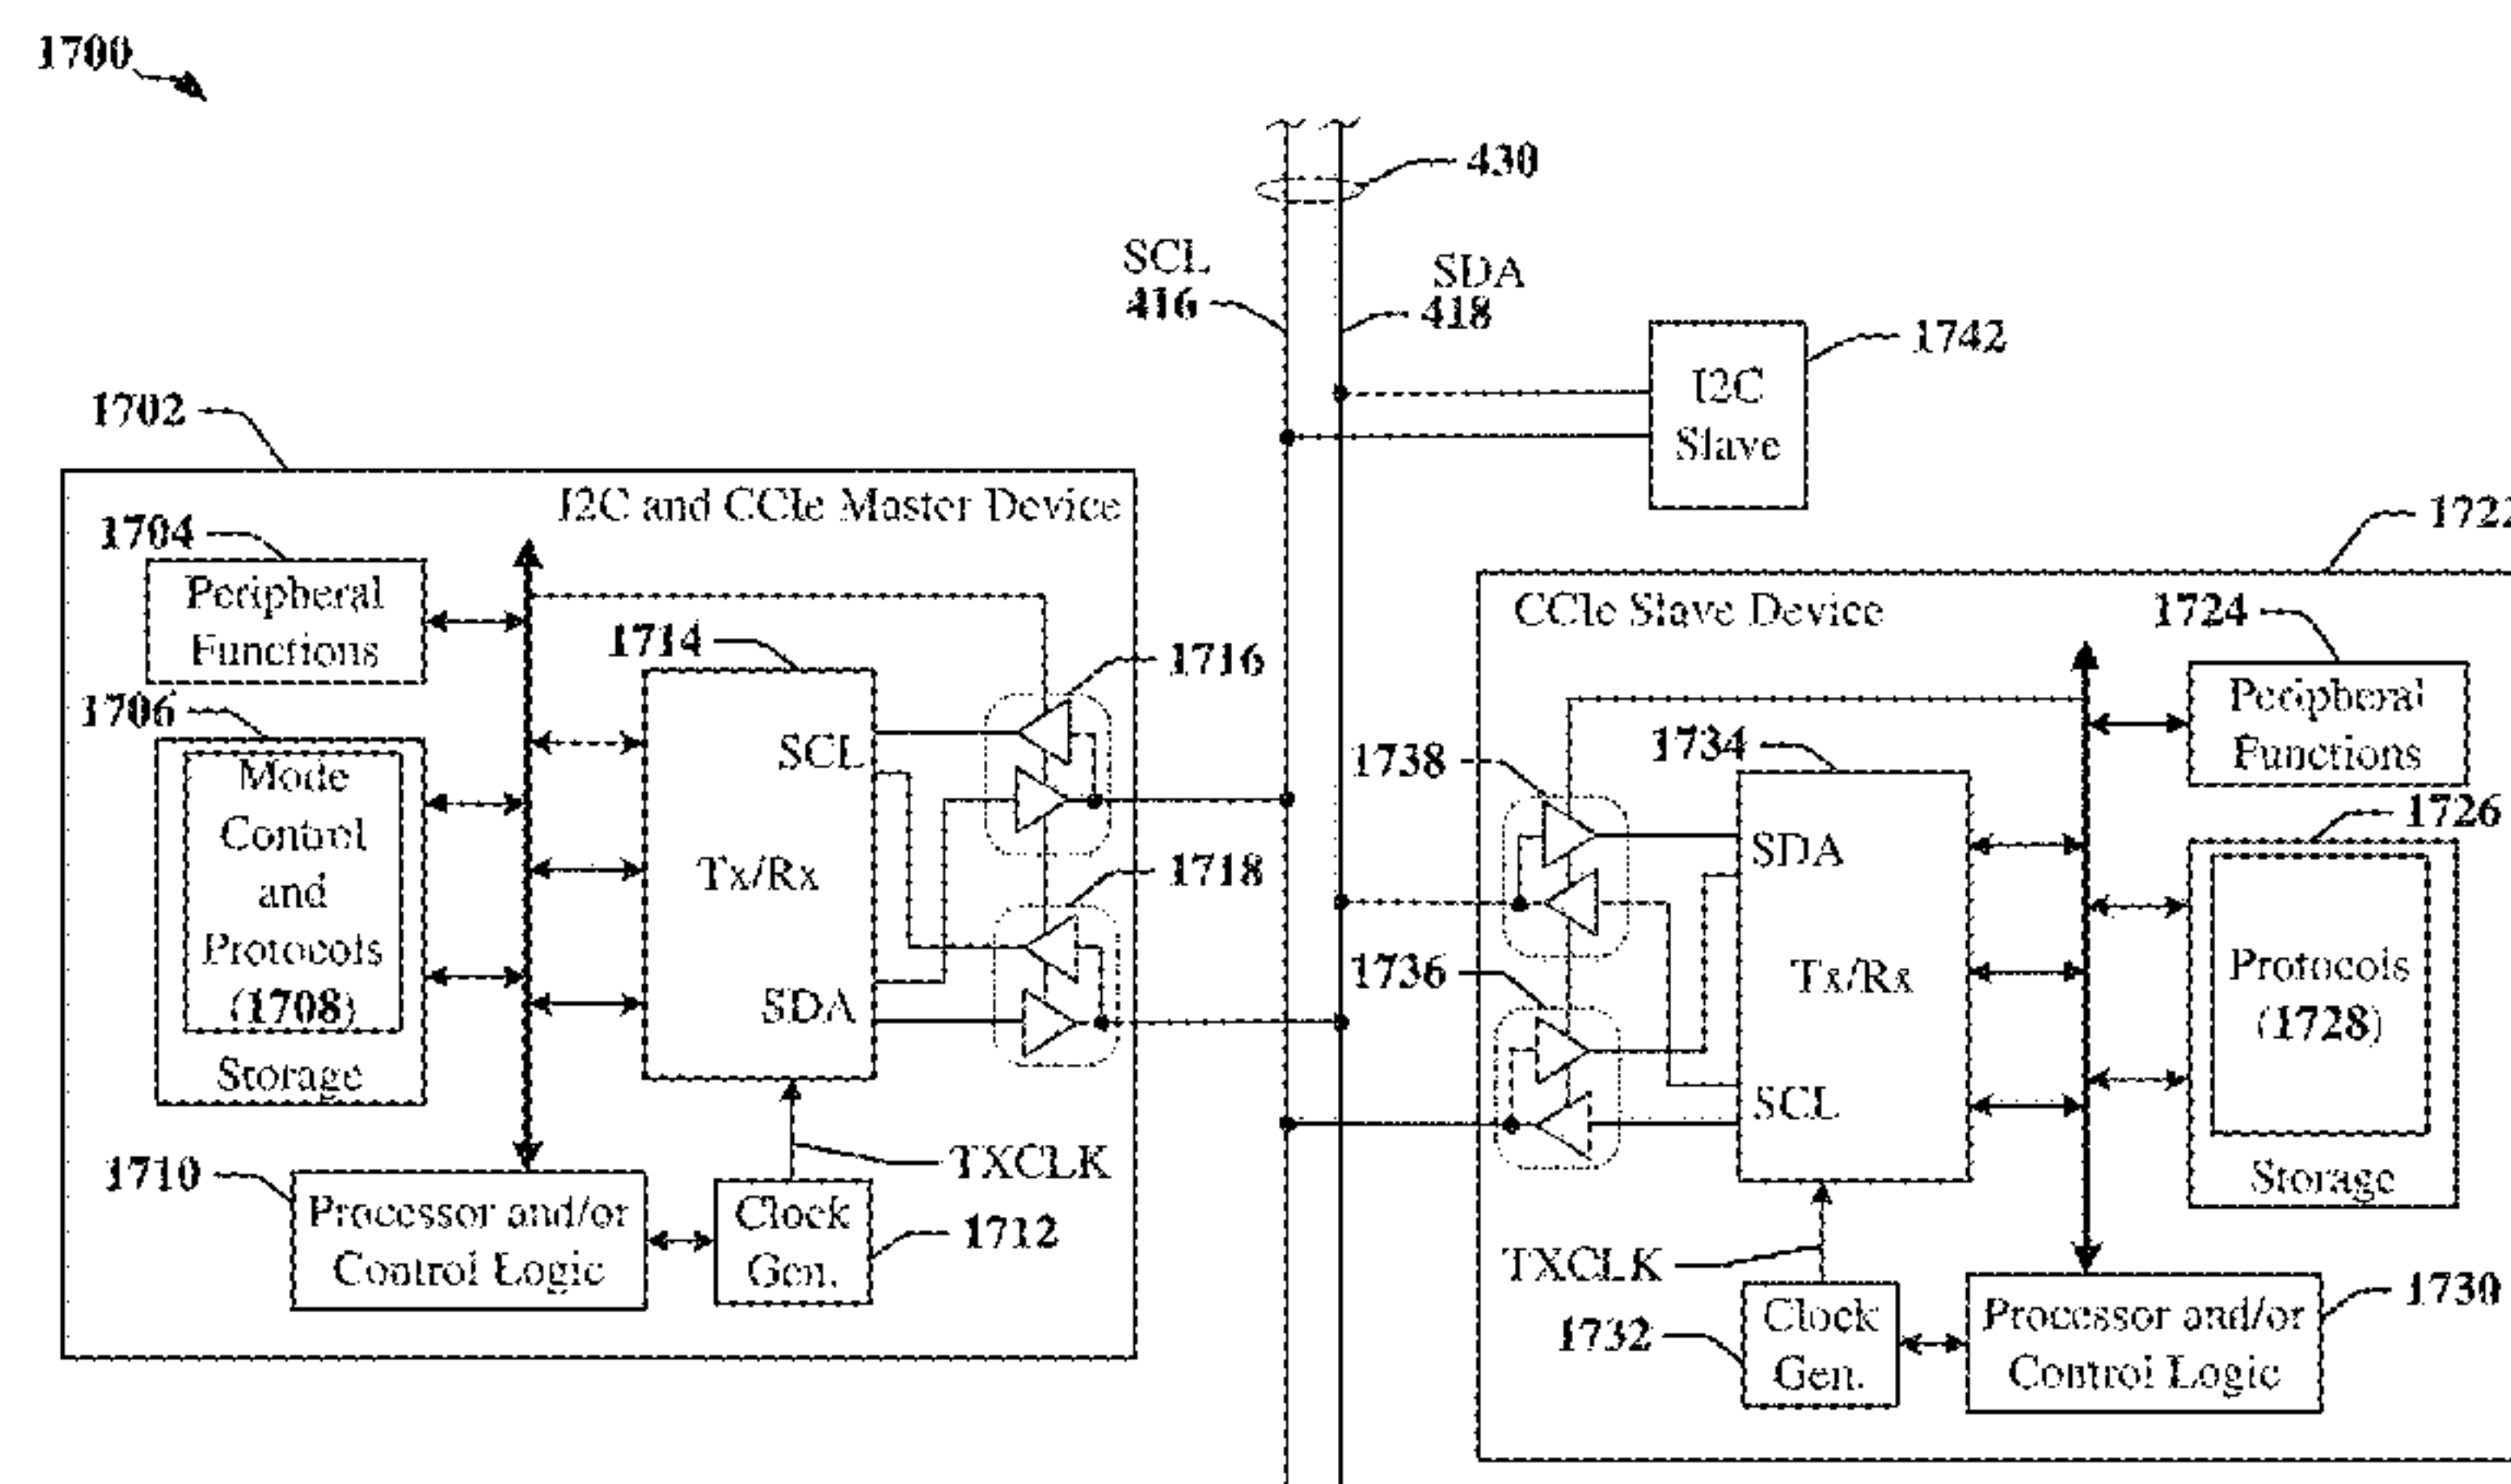 1700
430
SCL
416
SDA
418
1742
I2C
Slave
1702
I2C and CCIe Master Device
1704
Peripheral
Functions
1714
1716
1706
Mode
Control
and
Protocols
(1708)
Storage
SCL
Tx/Rx
SDA
1718
1710
Processor and/or
Control Logic
TXCLK
Clock
Gen.
1712
1722
CCIe Slave Device
1724
Peripheral
Functions
1738
1734
SDA
1726
Protocols
(1728)
Storage
1736
Tx/Rx
SCL
TXCLK
1732
Clock
Gen.
Processor and/or
Control Logic
1730